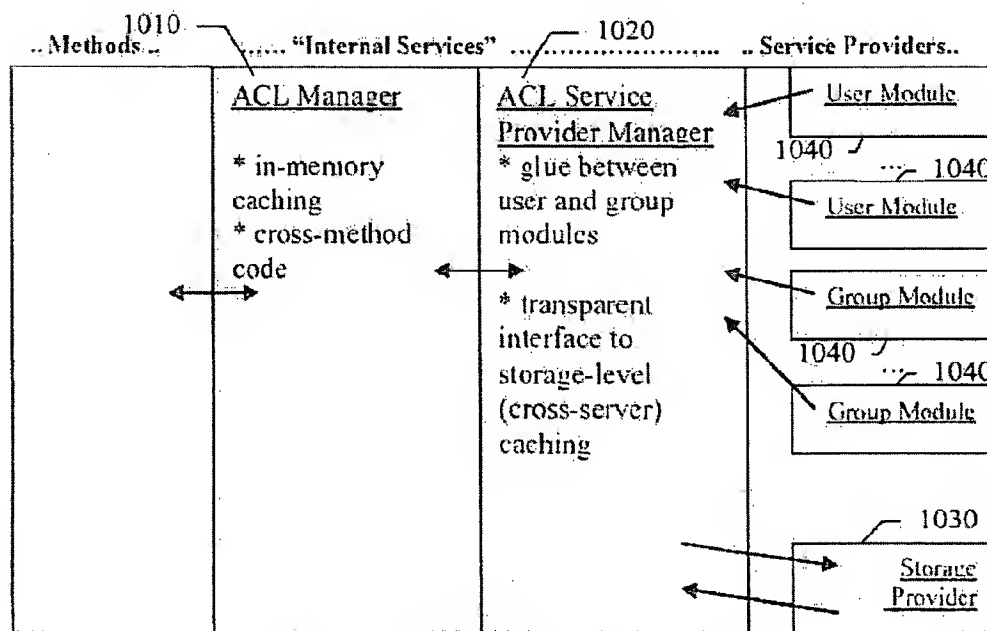 1010
1020
.. Methods .. ...... “Internal Services” ........................ .. Service Providers..
ACL Manager
* in-memory
caching
* cross-method
code
ACL Service
Provider Manager
* glue between
user and group
modules
* transparent
interface to
storage-level
(cross-server)
caching
User Module
1040
... 1040
User Module
Group Module
1040
... 1040
Group Module
1030
Storage
Provider